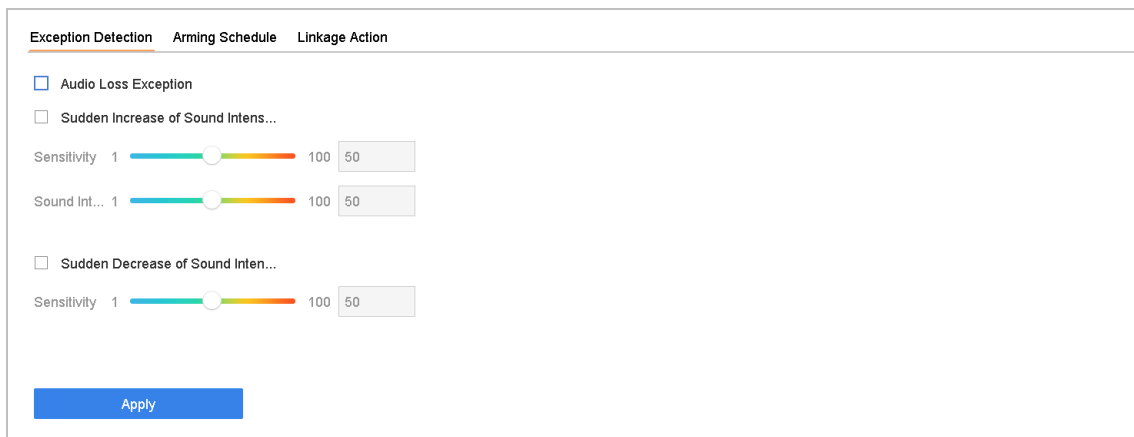 Exception Detection Arming Schedule Linkage Action
Audio Loss Exception
Sudden Increase of Sound Intens...
Sensitivity 1 100 50
Sound Int... 1 100 50
Sudden Decrease of Sound Inten...
Sensitivity 1 100 50
Apply